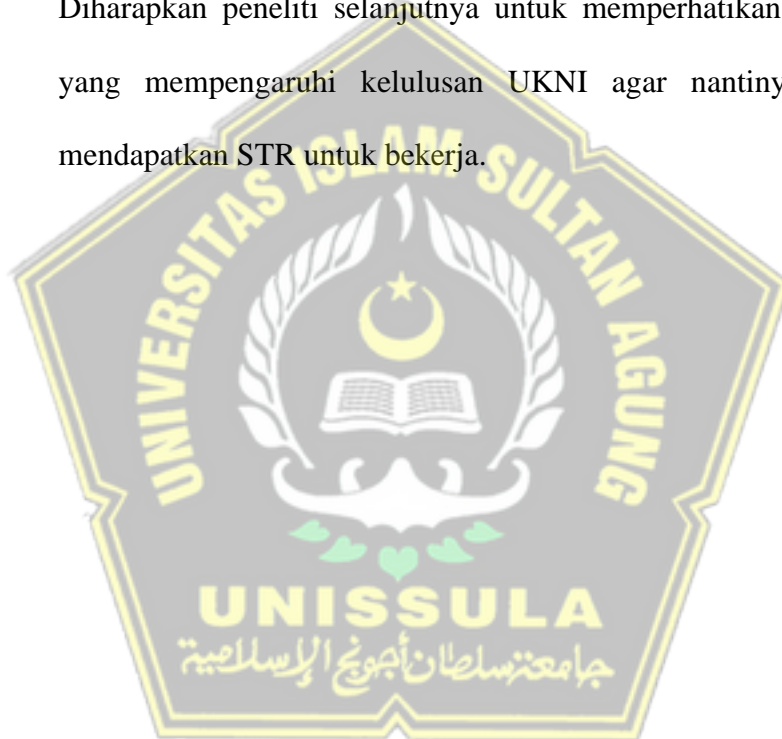 Diharapkan peneliti selanjutnya untuk memperhatikan
yang mempengaruhi kelulusan UKNI agar
mendapatkan STR untuk bekerja.
UNIVERSITAS ISLAM SULTAN AGUNG
UNISSULA
جامعة سلطان أجونج الإسلامية